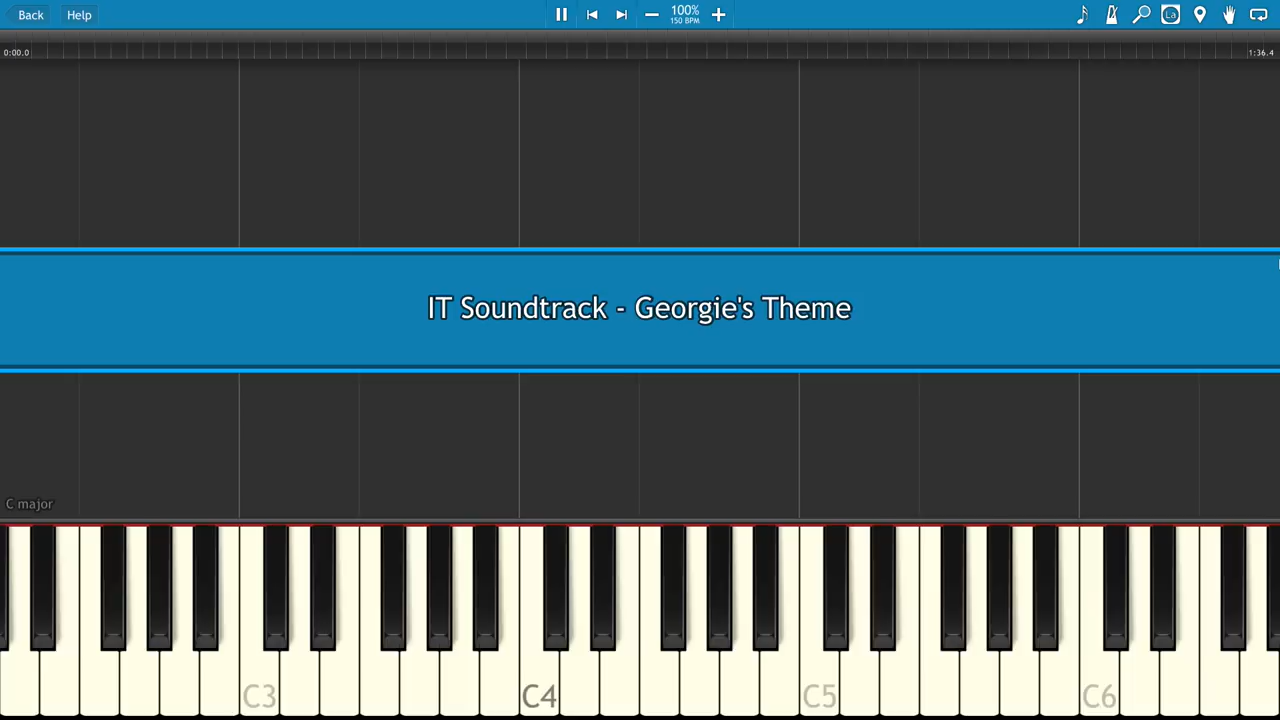 Back Help 100% La
150 BPM
0:00.0 1:36.4
IT Soundtrack - Georgie's Theme
C major
C3 C4 C5 C6